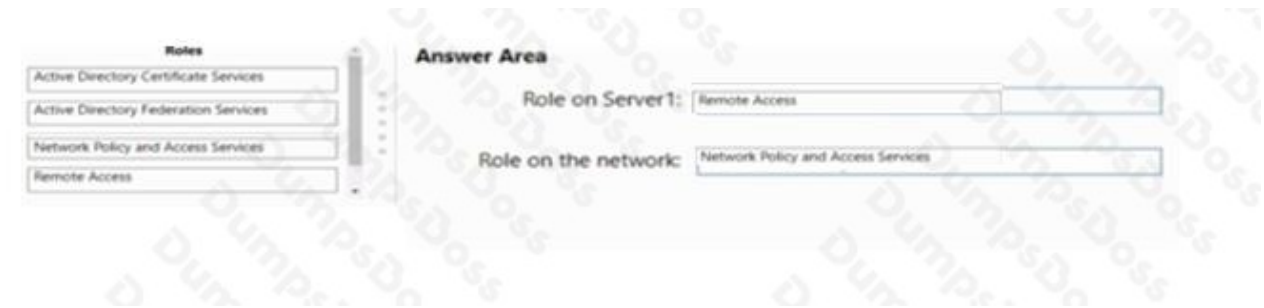 Roles
Active Directory Certificate Services
Active Directory Federation Services
Network Policy and Access Services
Remote Access
Answer Area
Role on Server1: Remote Access
Role on the network: Network Policy and Access Services
DumpsDoss